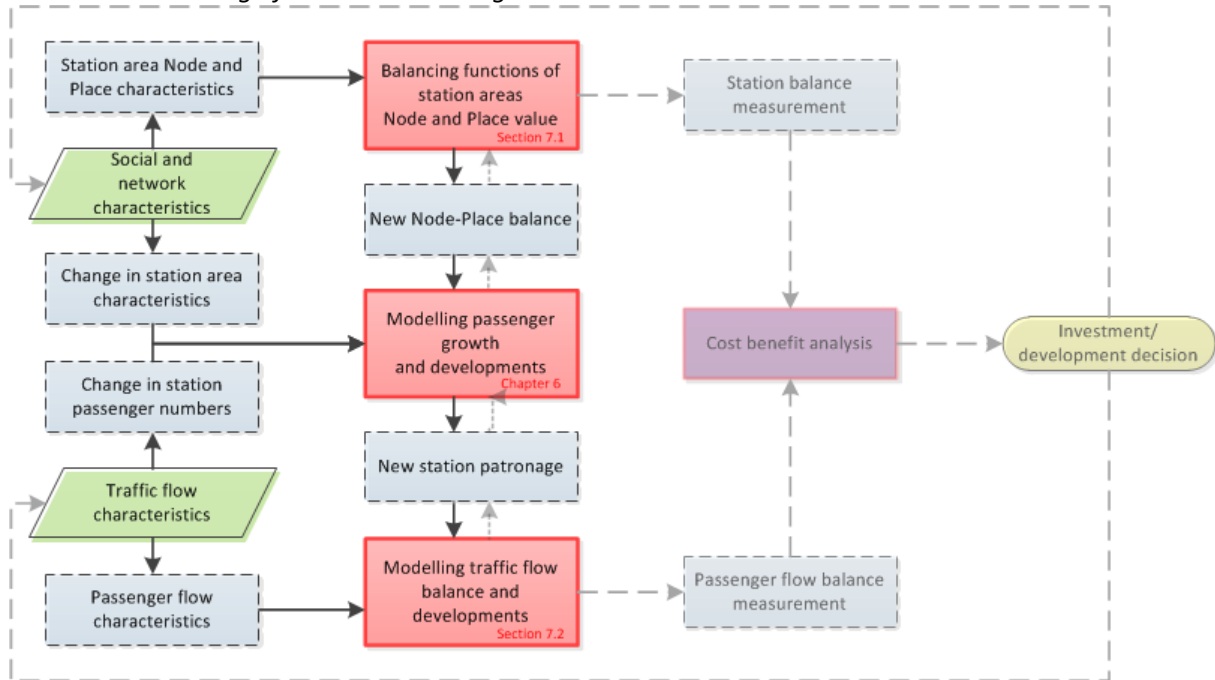 Station area Node and
Place characteristics
Balancing functions of
station areas
Node and Place value
Section 7.1
Station balance
measurement
Social and
network
characteristics
New Node-Place balance
Change in station area
characteristics
Modelling passenger
growth
and developments
Chapter 6
Cost benefit analysis
Investment/
development decision
Change in station
passenger numbers
New station patronage
Traffic flow
characteristics
Modelling traffic flow
balance and
developments
Section 7.2
Passenger flow balance
measurement
Passenger flow
characteristics